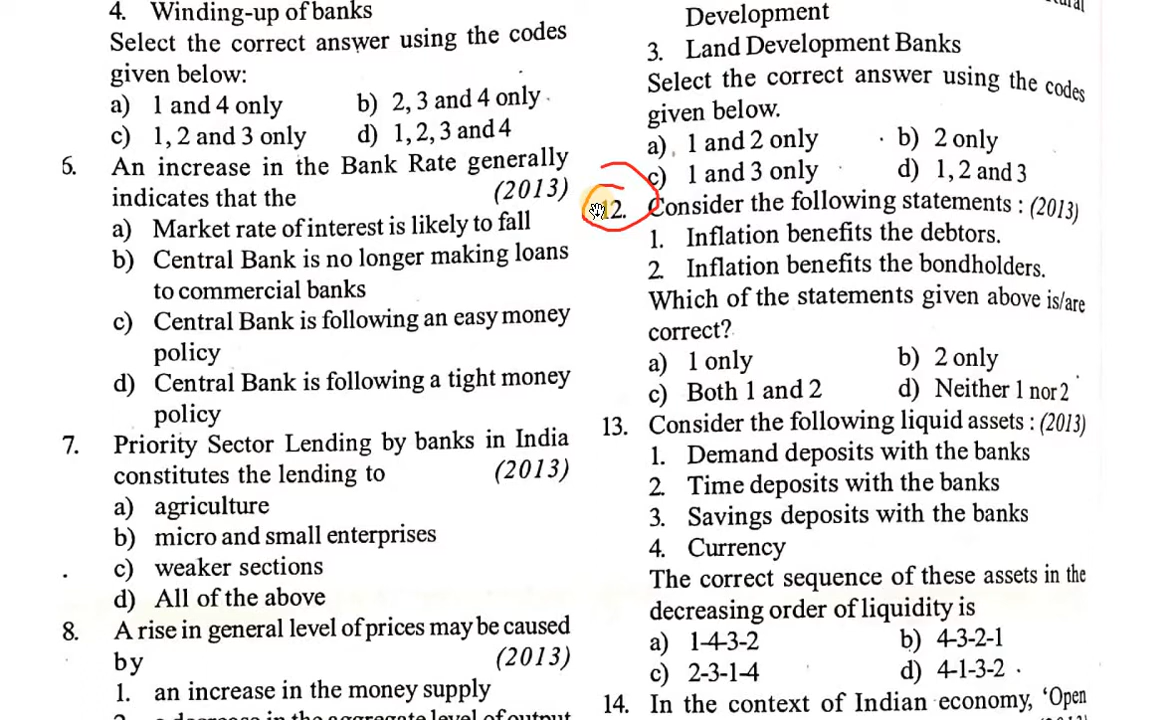 4. Winding-up of banks
Select the correct answer using the codes
given below:
a) 1 and 4 only b) 2, 3 and 4 only
c) 1, 2 and 3 only d) 1, 2, 3 and 4
6. An increase in the Bank Rate generally
indicates that the (2013)
a) Market rate of interest is likely to fall
b) Central Bank is no longer making loans
to commercial banks
c) Central Bank is following an easy money
policy
d) Central Bank is following a tight money
policy
7. Priority Sector Lending by banks in India
constitutes the lending to (2013)
a) agriculture
b) micro and small enterprises
c) weaker sections
d) All of the above
8. A rise in general level of prices may be caused
by (2013)
1. an increase in the money supply
in the aggregate level of output
Development
3. Land Development Banks
Select the correct answer using the codes
given below.
a) 1 and 2 only b) 2 only
c) 1 and 3 only d) 1, 2 and 3
12. Consider the following statements : (2013)
1. Inflation benefits the debtors.
2. Inflation benefits the bondholders.
Which of the statements given above is/are
correct?
a) 1 only b) 2 only
c) Both 1 and 2 d) Neither 1 nor 2
13. Consider the following liquid assets : (2013)
1. Demand deposits with the banks
2. Time deposits with the banks
3. Savings deposits with the banks
4. Currency
The correct sequence of these assets in the
decreasing order of liquidity is
a) 1-4-3-2 b) 4-3-2-1
c) 2-3-1-4 d) 4-1-3-2
14. In the context of Indian economy, ‘Open